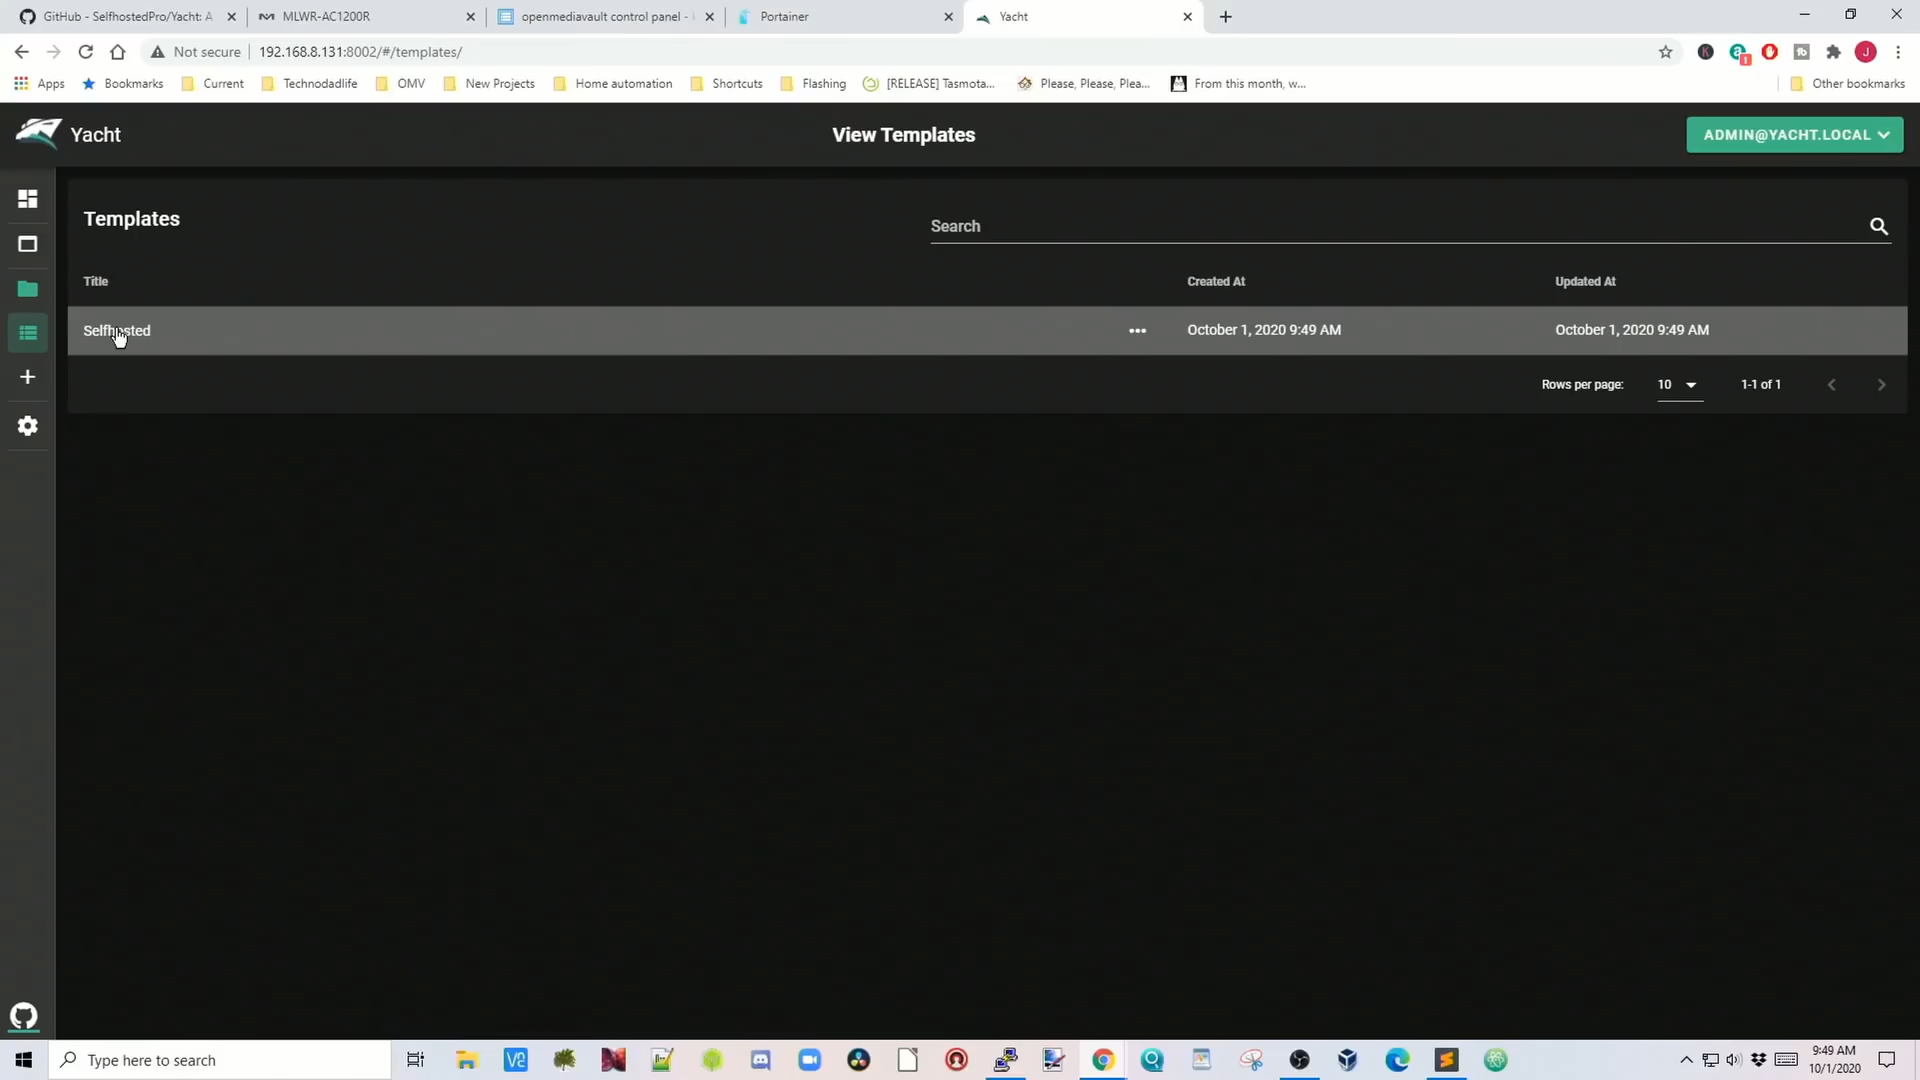 GitHub - SelfhostedPro/Yacht: A
MLWR-AC1200R
openmediavault control panel -
Portainer
Yacht
Not secure
192.168.8.131:8002/#/templates/
Apps
Bookmarks
Current
Technodadlife
OMV
New Projects
Home automation
Shortcuts
Flashing
[RELEASE] Tasmota...
Please, Please, Plea...
From this month, w...
Other bookmarks
Yacht
View Templates
ADMIN@YACHT.LOCAL
Templates
Search
Title
Created At
Updated At
Selfhosted
October 1, 2020 9:49 AM
October 1, 2020 9:49 AM
Rows per page:
10
1-1 of 1
Type here to search
9:49 AM
10/1/2020